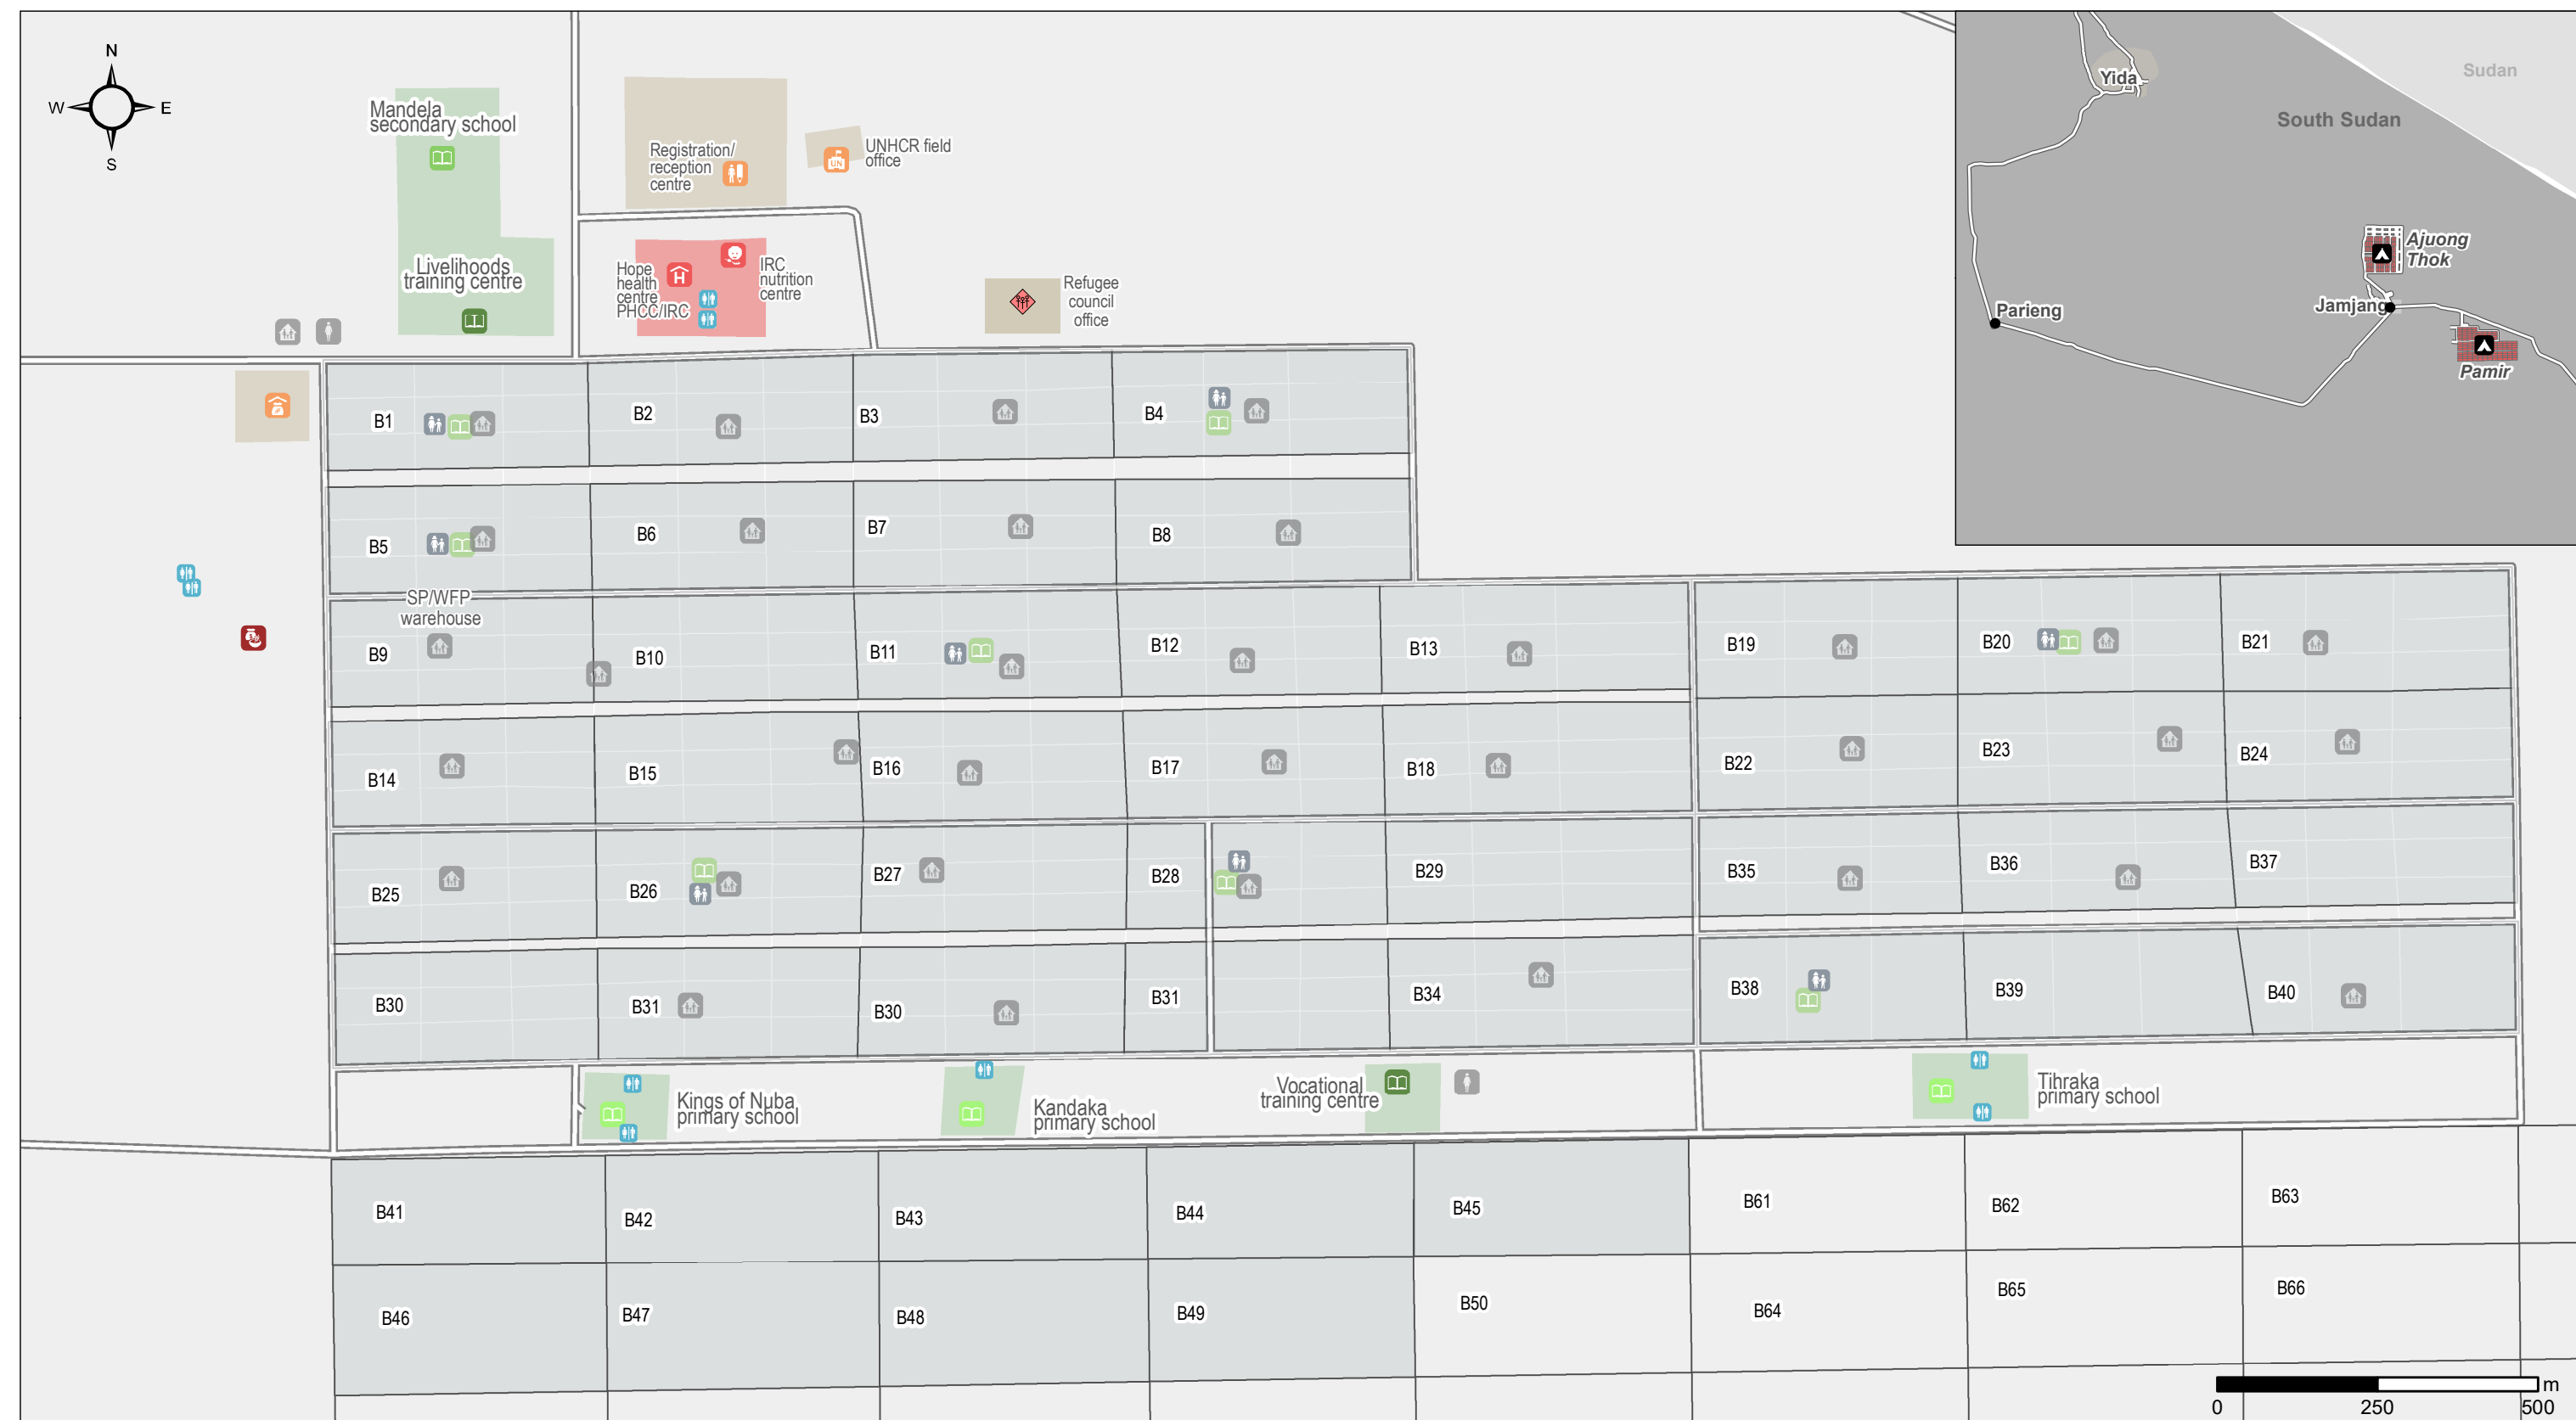 N
W
E
S
Mandela
secondary school
Registration/
reception
centre
UN
UNHCR field
office
Livelihoods
training centre
Hope
health
centre
PHCC/IRC
H
IRC
nutrition
centre
Refugee
council
office
Yida
Sudan
South Sudan
Ajuong
Thok
Jamjang
Parieng
Pamir
B1
B2
B3
B4
B5
B6
B7
B8
SP/WFP
warehouse
B9
B10
B11
B12
B13
B19
B20
B21
B14
B15
B16
B17
B18
B22
B23
B24
B25
B26
B27
B28
B29
B35
B36
B37
B30
B31
B30
B31
B34
B38
B39
B40
Kings of Nuba
primary school
Kandaka
primary school
Vocational
training centre
Tihraka
primary school
B41
B42
B43
B44
B45
B61
B62
B63
B46
B47
B48
B49
B50
B64
B65
B66
m
0
250
500